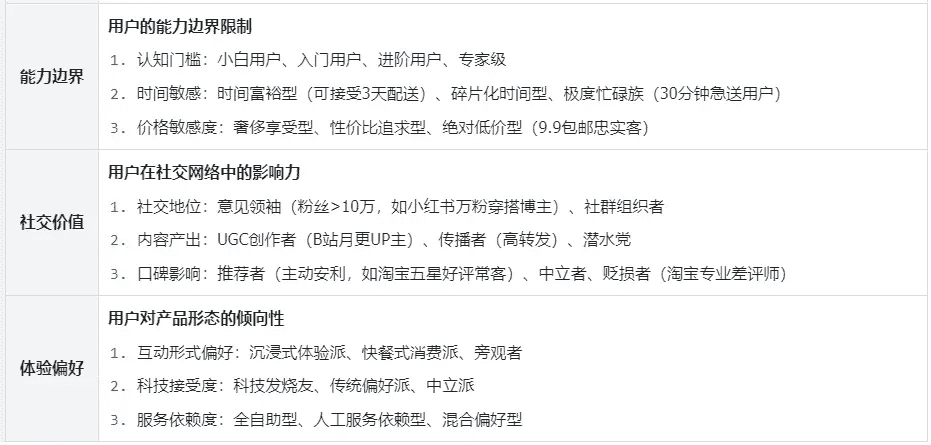 用户的能力边界限制
能力边界
1. 认知门槛：小白用户、入门用户、进阶用户、专家级
2. 时间敏感：时间富裕型（可接受3天配送）、碎片化时间型、极度忙碌族（30分钟急送用户）
3. 价格敏感度：奢侈享受型、性价比追求型、绝对低价型（9.9包邮忠实客）
用户在社交网络中的影响力
社交价值
1. 社交地位：意见领袖（粉丝>10万，如小红书万粉穿搭博主）、社群组织者
2. 内容产出：UGC创作者（B站月更UP主）、传播者（高转发）、潜水党
3. 口碑影响：推荐者（主动安利，如淘宝五星好评常客）、中立者、贬损者（淘宝专业差评师）
用户对产品形态的倾向性
体验偏好
1. 互动形式偏好：沉浸式体验派、快餐式消费派、旁观者
2. 科技接受度：科技发烧友、传统偏好派、中立派
3. 服务依赖度：全自助型、人工服务依赖型、混合偏好型